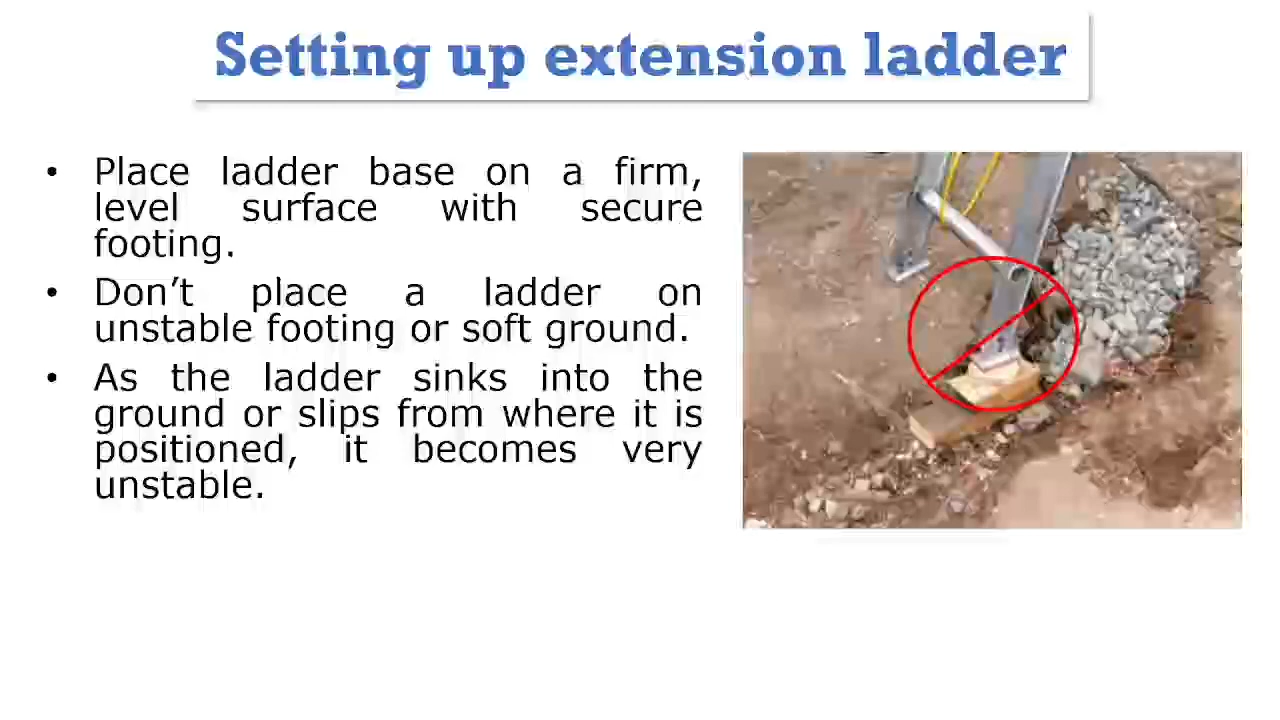 Setting up extension ladder
• Place ladder base on a firm,
level surface with secure
footing.
• Don’t place a ladder on
unstable footing or soft ground.
• As the ladder sinks into the
ground or slips from where it is
positioned, it becomes very
unstable.